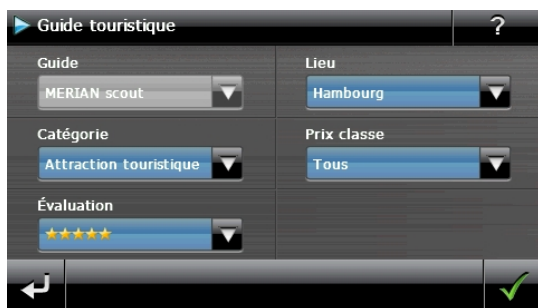 Guide touristique
?
Guide
MERIAN scout
Lieu
Hambourg
Catégorie
Attraction touristique
Prix classe
Tous
Évaluation